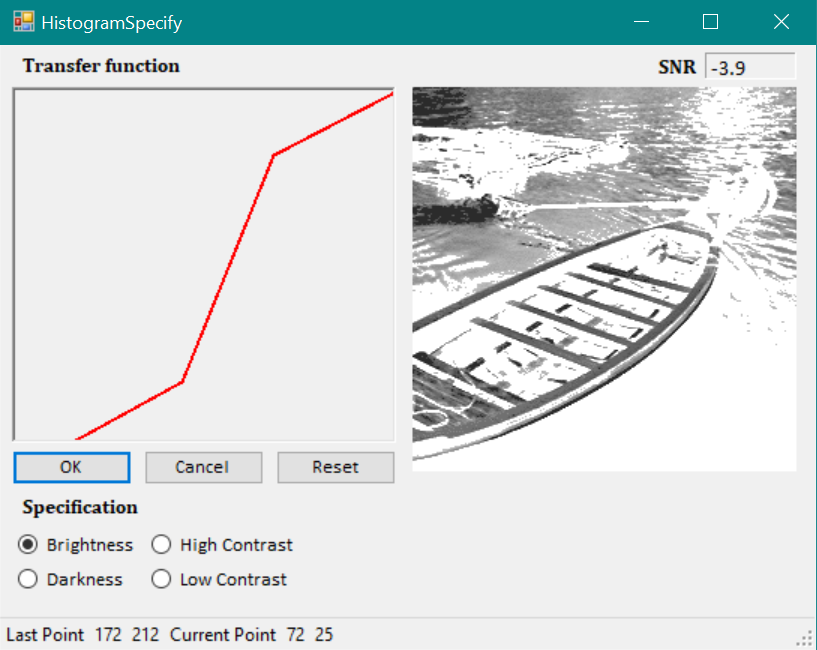 HistogramSpecify
Transfer function
SNR -3.9
OK Cancel Reset
Specification
Brightness High Contrast
Darkness Low Contrast
Last Point 172 212 Current Point 72 25